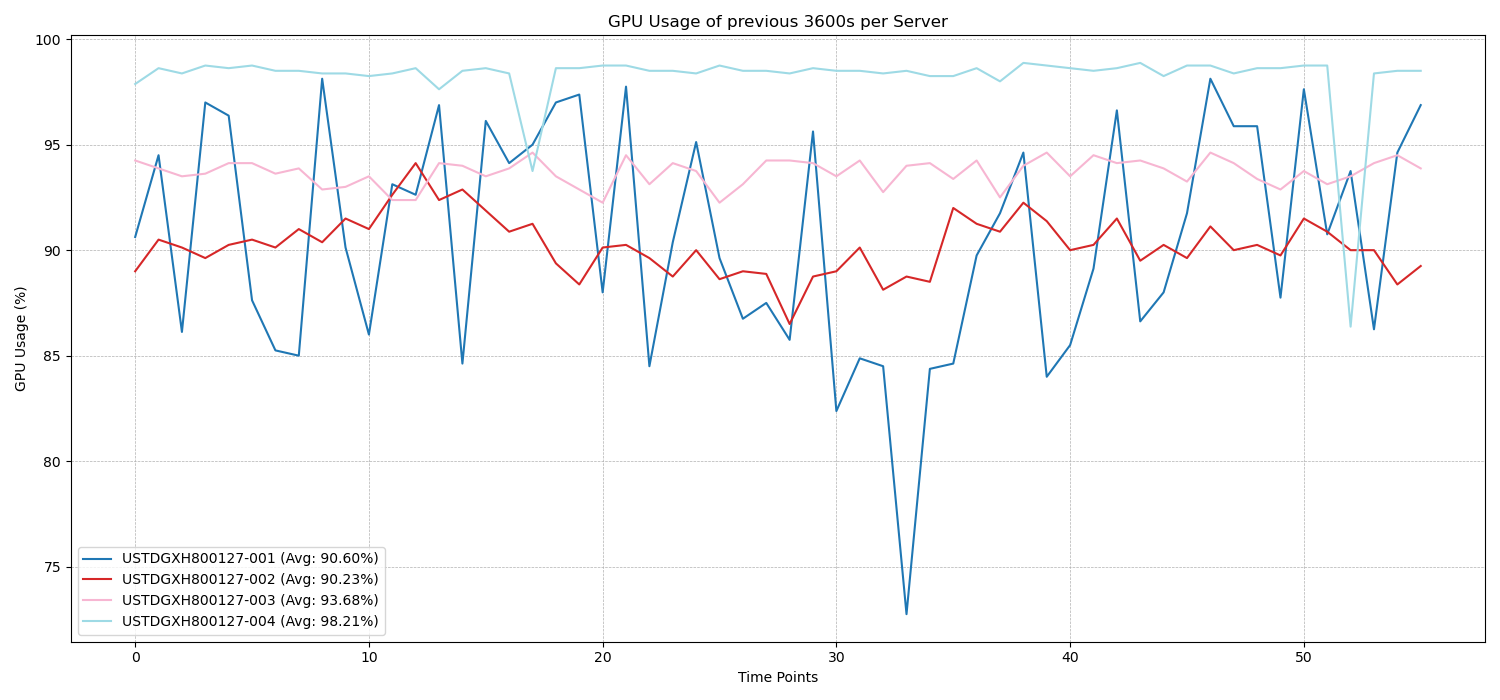 GPU Usage of previous 3600s per Server
100
95
90
85
80
75
GPU Usage (%)
USTDGXH800127-001 (Avg: 90.60%)
USTDGXH800127-002 (Avg: 90.23%)
USTDGXH800127-003 (Avg: 93.68%)
USTDGXH800127-004 (Avg: 98.21%)
0 10 20 30 40 50
Time Points